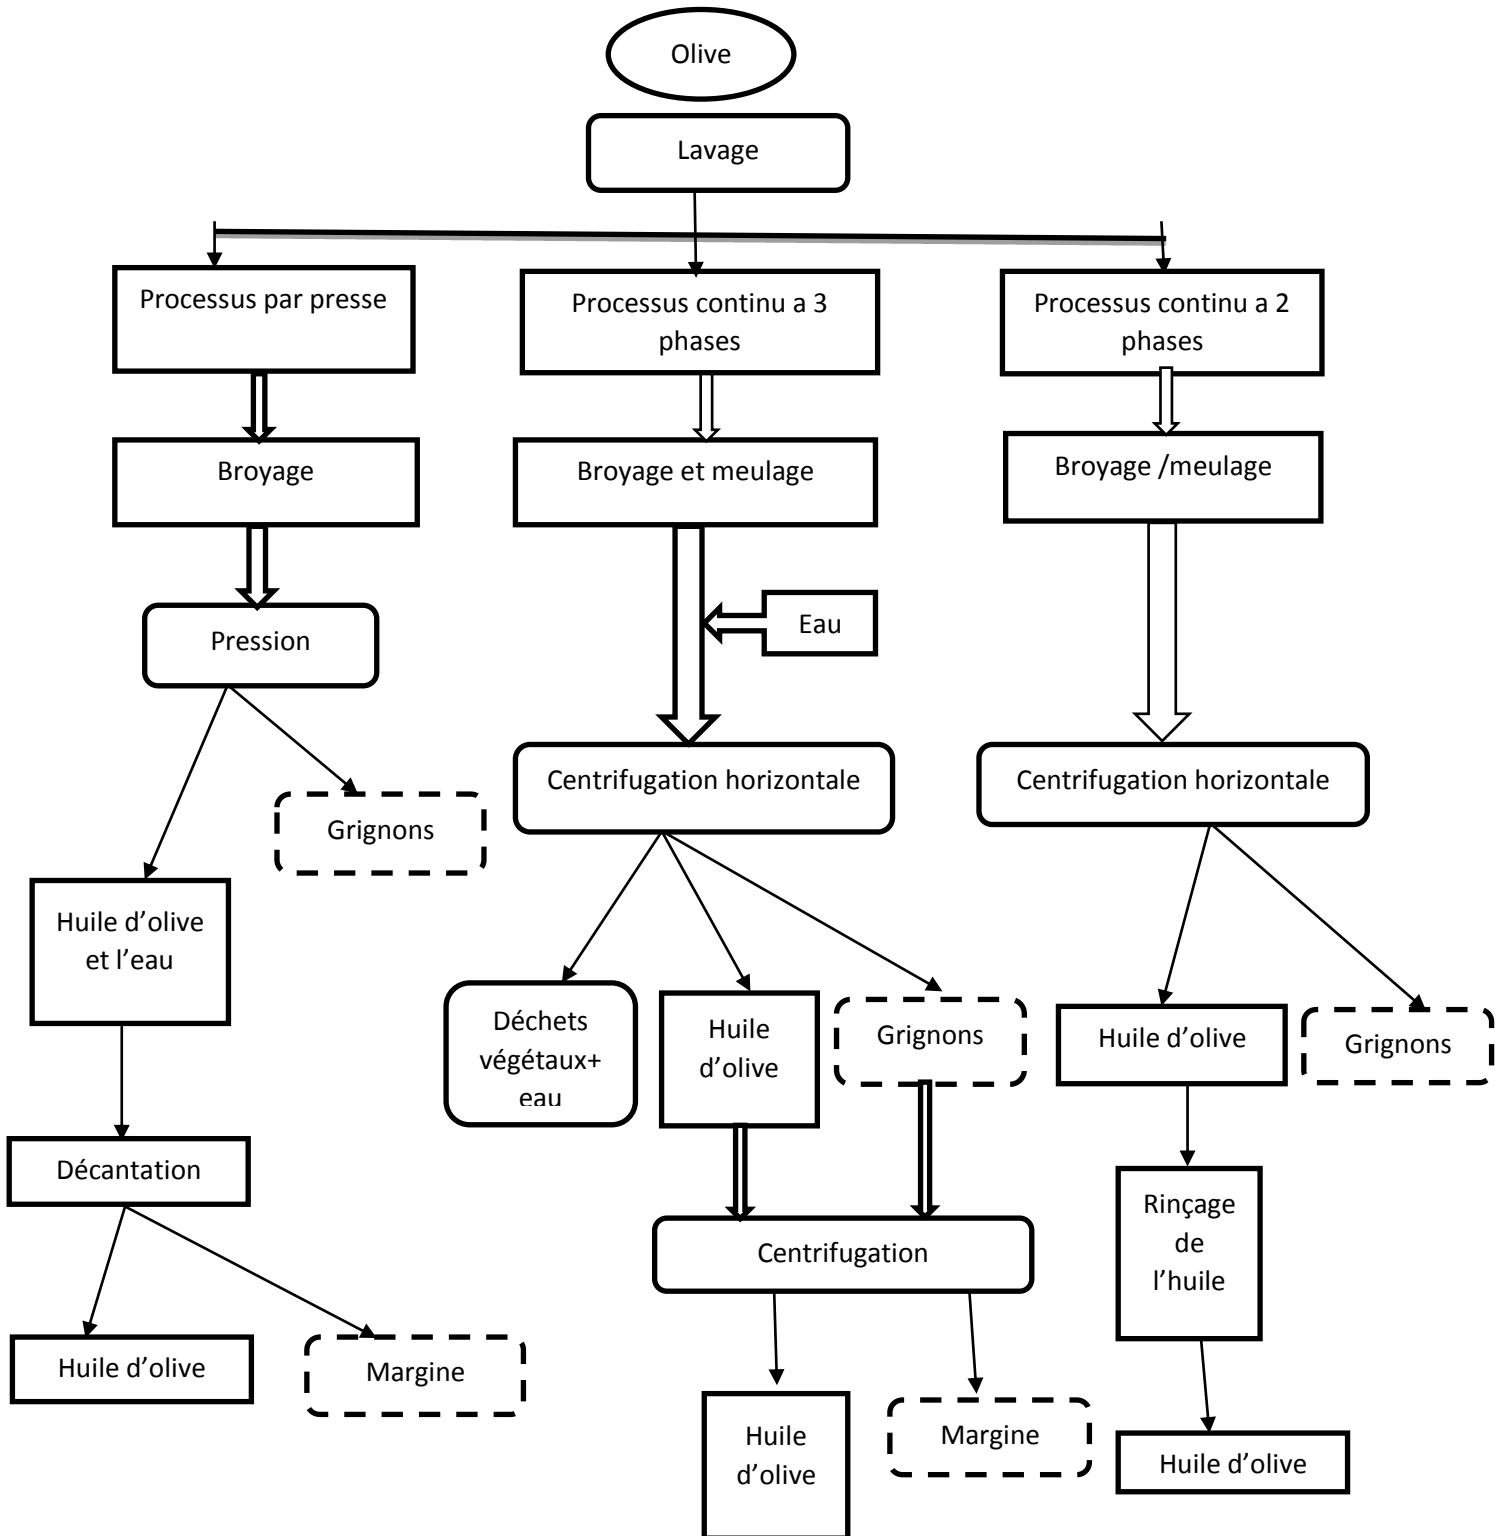 Olive
Lavage
Processus par presse
Processus continu a 3
phases
Processus continu a 2
phases
Broyage
Broyage et meulage
Broyage /meulage
Eau
Pression
Centrifugation horizontale
Centrifugation horizontale
Grignons
Huile d’olive
et l’eau
Déchets
végétaux+
eau
Huile
d’olive
Grignons
Huile d’olive
Grignons
Décantation
Centrifugation
Rinçage
de
l’huile
Huile d’olive
Margine
Huile
d’olive
Margine
Huile d’olive